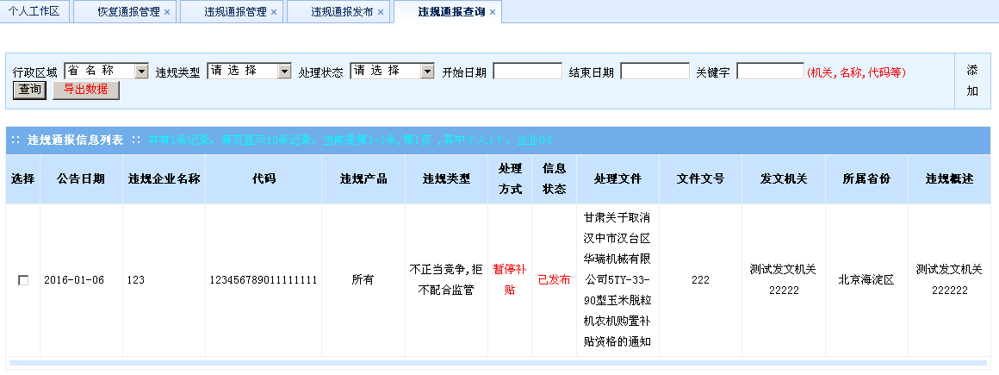 个人工作区 恢复通报管理 × 违规通报管理 × 违规通报发布 × 违规通报查询 ×
行政区域 省 名 称 违规类型 请 选 择 处理状态 请 选 择 开始日期 结束日期 关键字 (机关,名称,代码等)
查询 导出数据
添
加
:: 违规通报信息列表 :: 共有1条记录，每页显示10条记录，当前是第1-1条,第1页 ,其中个人1个，企业0个
选择 公告日期 违规企业名称 代码 违规产品 违规类型 处理
方式 信息
状态 处理文件 文件文号 发文机关 所属省份 违规概述
2016-01-06 123 123456789011111111 所有 不正当竞争,拒
不配合监管 暂停补
贴 已发布 甘肃关于取消
汉中市汉台区
华瑞机械有限
公司5TY-33-
90型玉米脱粒
机农机购置补
贴资格的通知 222 测试发文机关
22222 北京海淀区 测试发文机关
222222